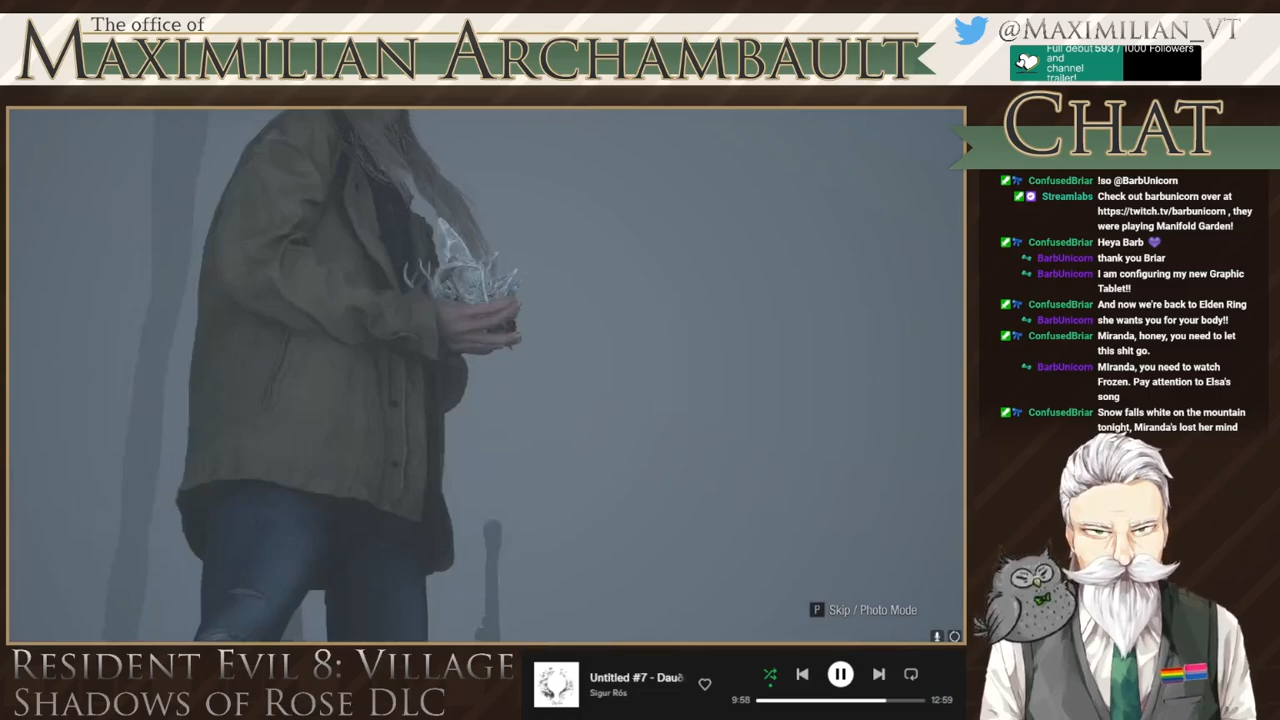 The office of
Maximilian Archambault
@Maximilian_VT
Full debut 593 / 1000 Followers
and
channel
trailer!
Chat
ConfusedBriar !so @BarbUnicorn
Streamlabs Check out barbunicorn over at
https://twitch.tv/barbunicorn , they
were playing Manifold Garden!
ConfusedBriar Heya Barb 💜
BarbUnicorn thank you Briar
BarbUnicorn I am configuring my new Graphic
Tablet!!
ConfusedBriar And now we're back to Elden Ring
BarbUnicorn she wants you for your body!!
ConfusedBriar Miranda, honey, you need to let
this shit go.
BarbUnicorn MIranda, you need to watch
Frozen. Pay attention to Elsa's
song
ConfusedBriar Snow falls white on the mountain
tonight, Miranda's lost her mind
P Skip / Photo Mode
Resident Evil 8: Village
Shadows of Rose DLC
Untitled #7 - Dauð
Sigur Rós
9:58
12:59